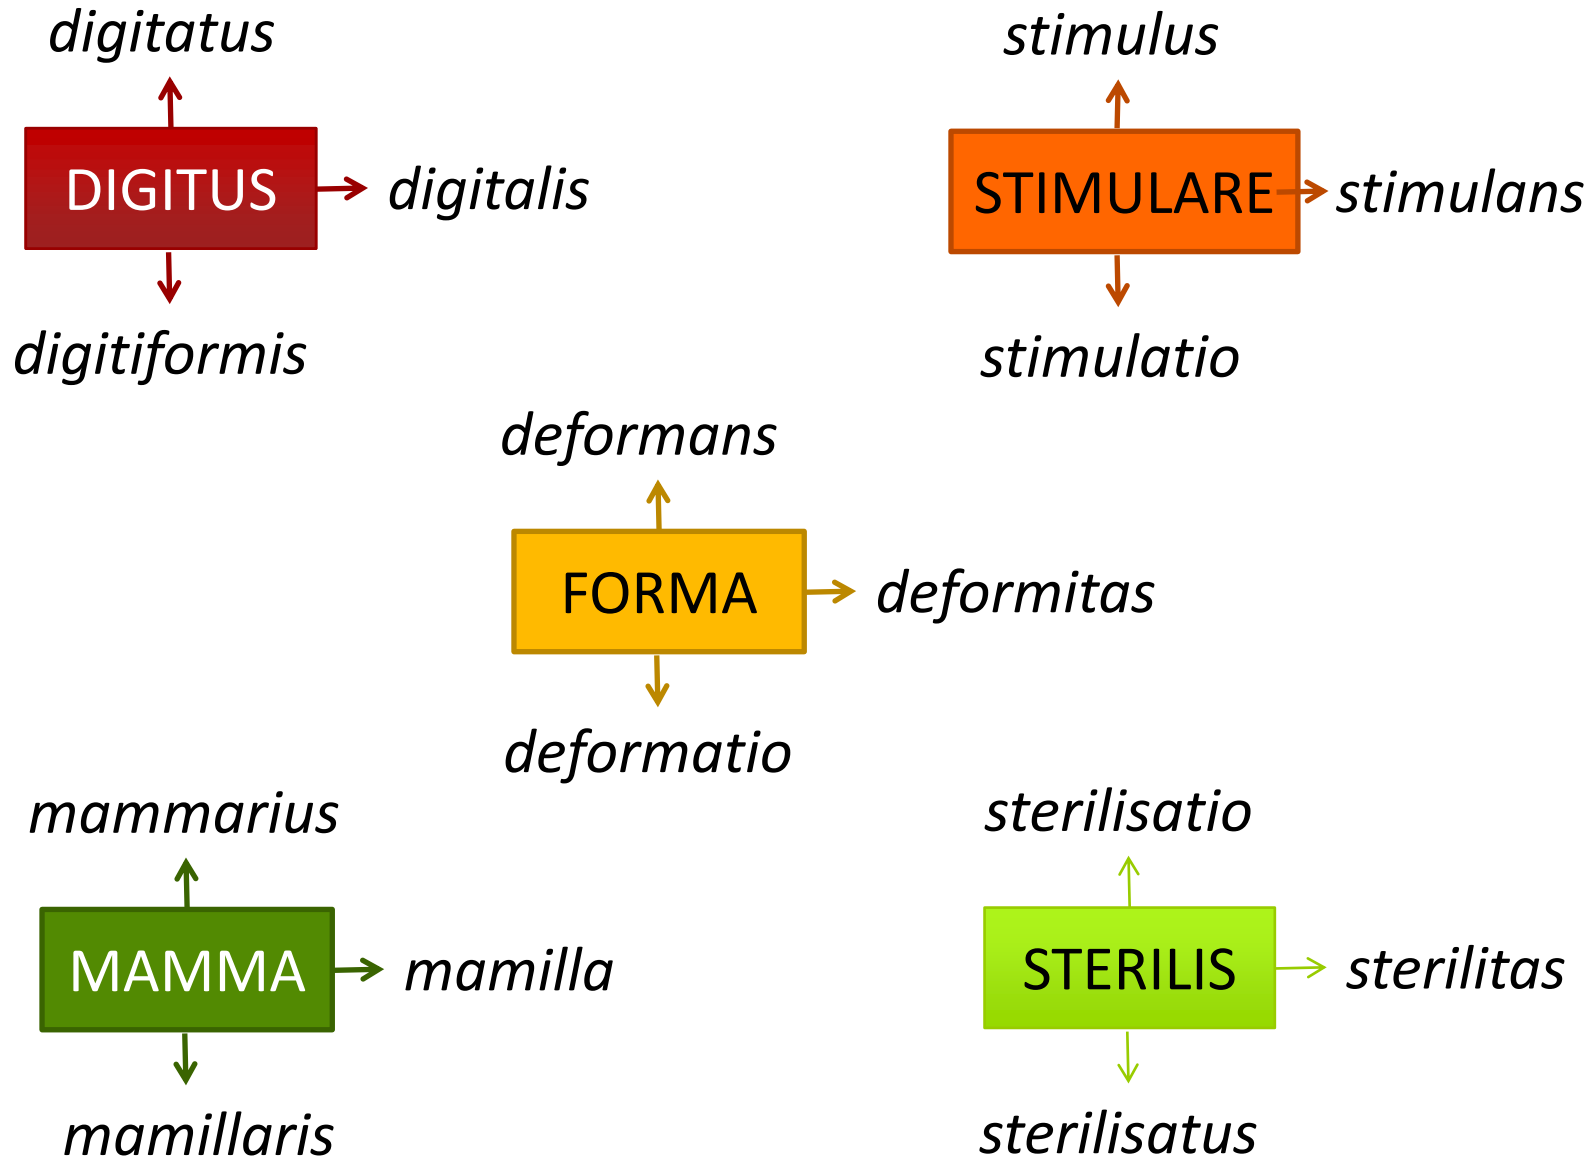 digitatus
DIGITUS
digitalis
digitiformis
stimulus
STIMULARE
stimulans
stimulatio
deformans
FORMA
deformitas
deformatio
mammarius
MAMMA
mamilla
mamillaris
sterilisatio
STERILIS
sterilitas
sterilisatus